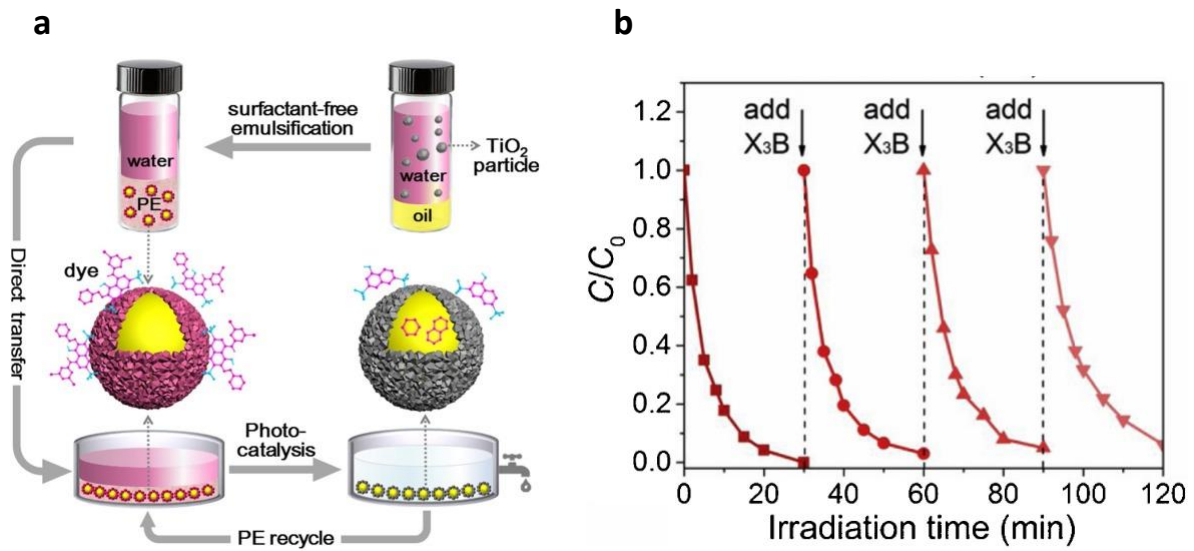 a
surfactant-free
emulsification
TiO₂
particle
water
PE
water
oil
dye
Direct transfer
Photo-
catalysis
PE recycle
b
add
X₃B
add
X₃B
add
X₃B
C/C₀
1.2
1.0
0.8
0.6
0.4
0.2
0.0
0 20 40 60 80 100 120
Irradiation time (min)